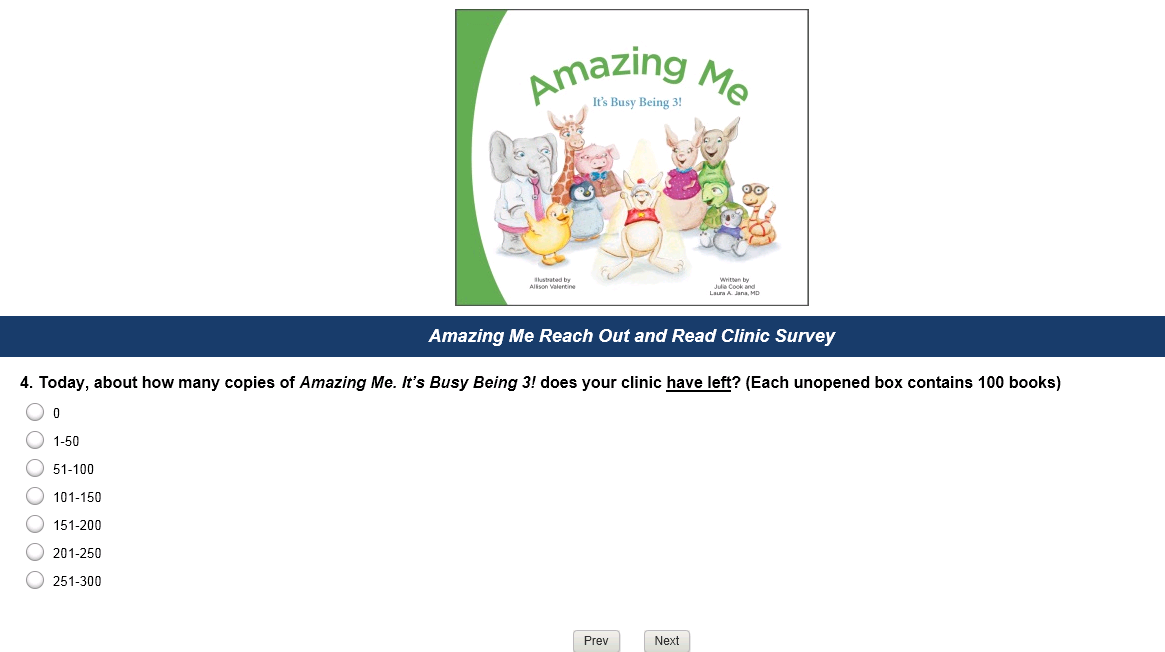 Amazing Me
It's Busy Being 3!
Illustrated by
Allison Valentine
Written by
Julia Cook and
Laura A. Jana, MD
Amazing Me Reach Out and Read Clinic Survey
4. Today, about how many copies of Amazing Me. It's Busy Being 3! does your clinic have left? (Each unopened box contains 100 books)
0
1-50
51-100
101-150
151-200
201-250
251-300
Prev
Next